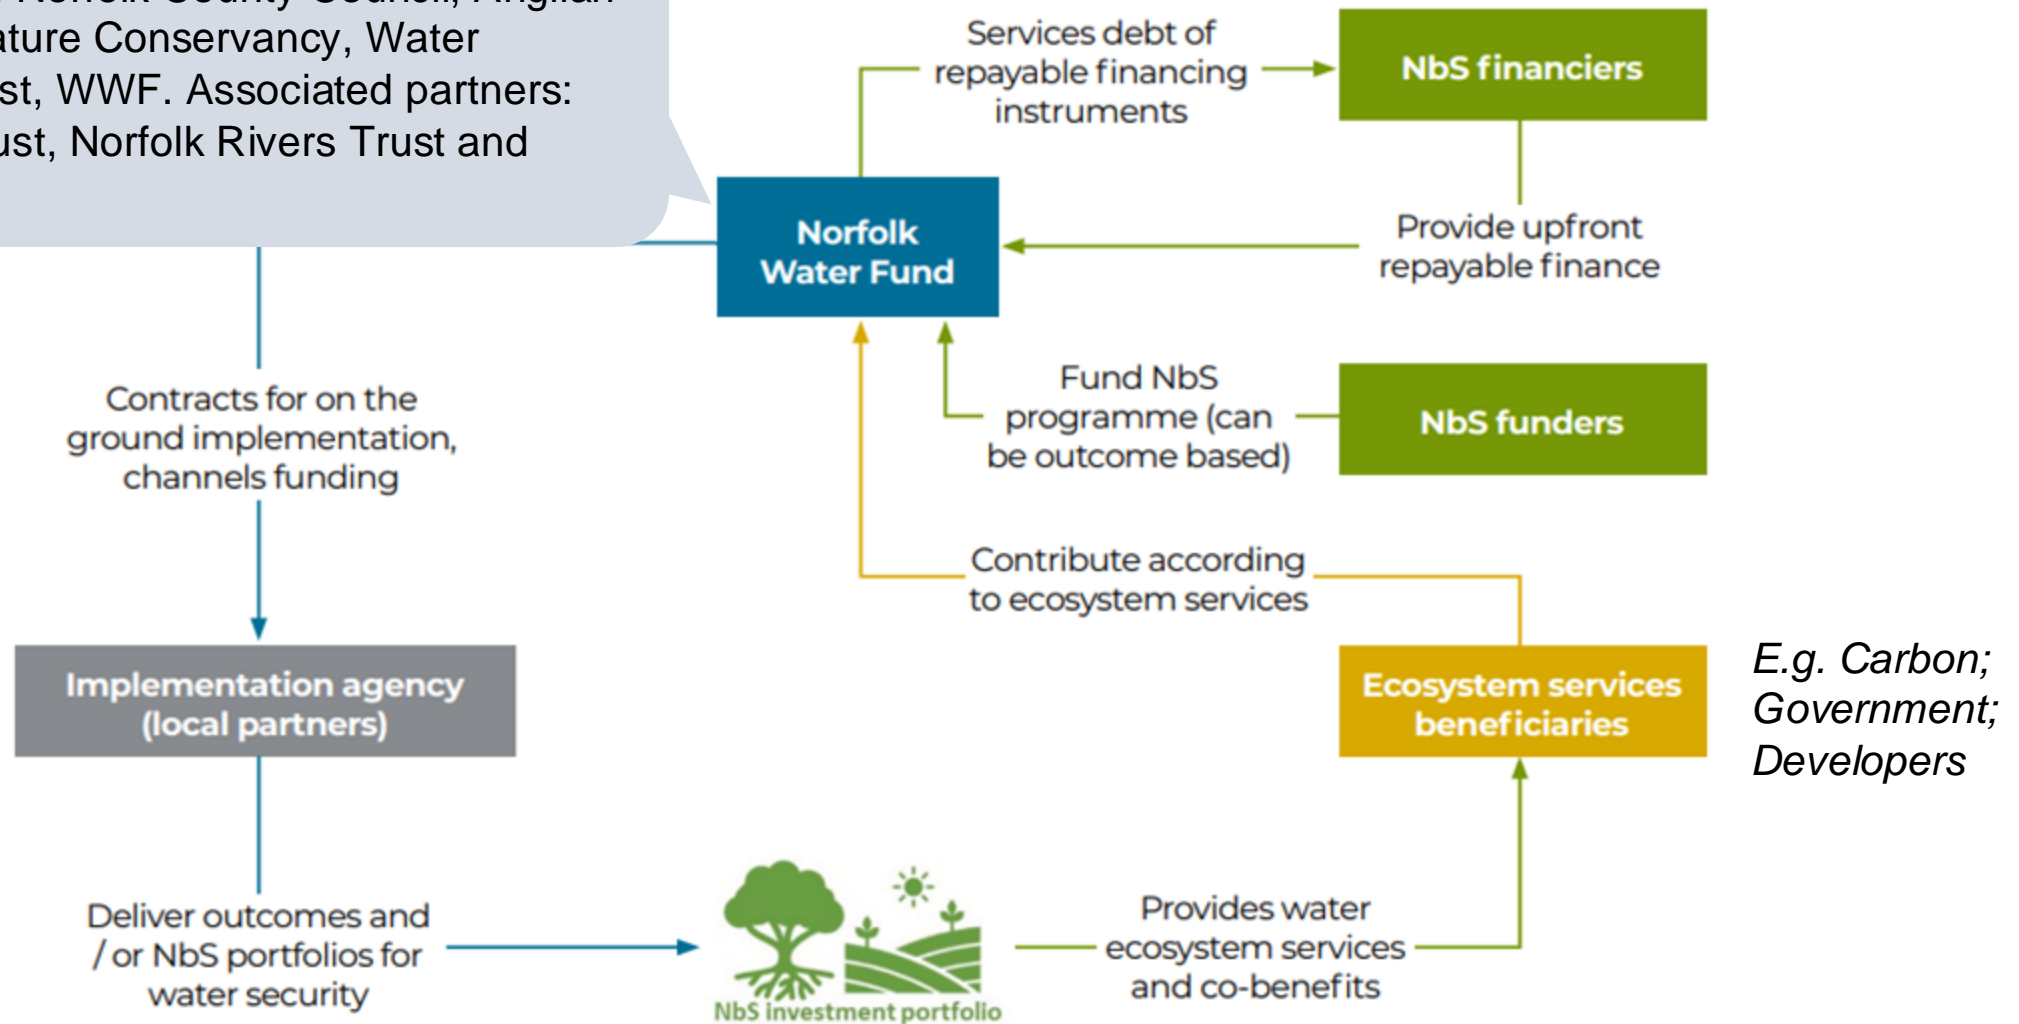 Norfolk County Council, Anglian
ature Conservancy, Water
st, WWF. Associated partners:
ust, Norfolk Rivers Trust and
Services debt of
repayable financing
instruments
NbS financiers
Provide upfront
repayable finance
Norfolk
Water Fund
Fund NbS
programme (can
be outcome based)
NbS funders
Contracts for on the
ground implementation,
channels funding
Contribute according
to ecosystem services
Implementation agency
(local partners)
Ecosystem services
beneficiaries
E.g. Carbon;
Government;
Developers
Deliver outcomes and
/ or NbS portfolios for
water security
NbS investment portfolio
Provides water
ecosystem services
and co-benefits